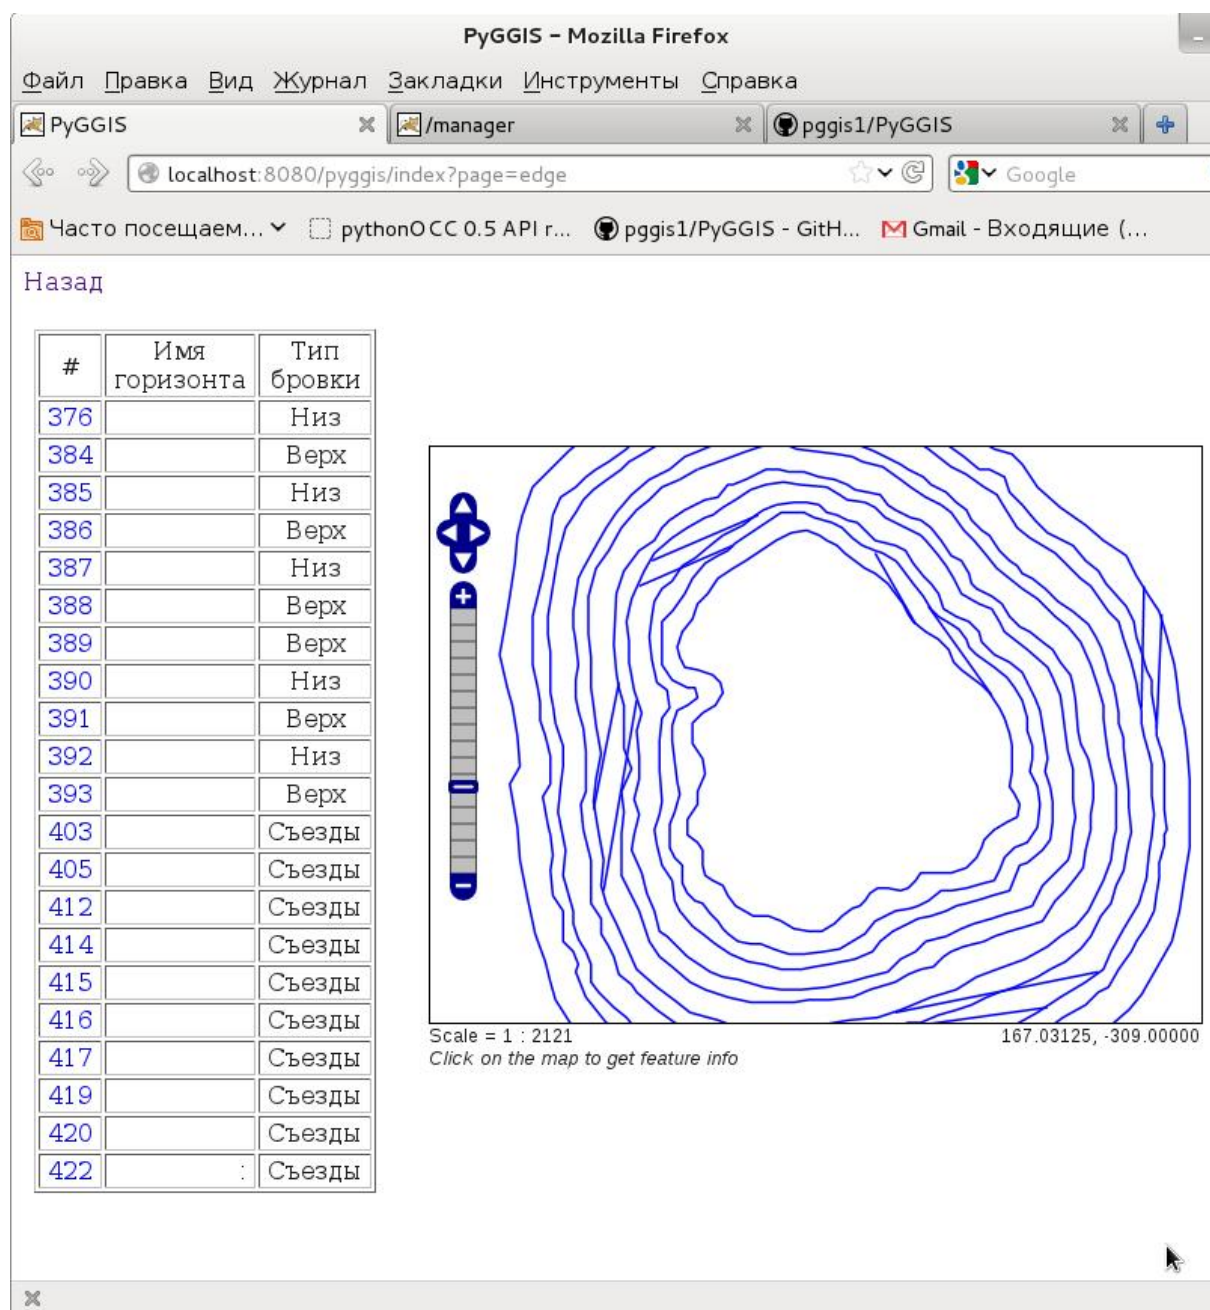 PyGGIS - Mozilla Firefox
Файл Правка Вид Журнал Закладки Инструменты Справка
PyGGIS /manager pggis1/PyGGIS
localhost:8080/pyggis/index?page=edge Google
Часто посещаем... pythonOCC 0.5 API r... pggis1/PyGGIS - GitH... Gmail - Входящие (...
Назад
# Имя горизонта Тип бровки
376 Низ
384 Верх
385 Низ
386 Верх
387 Низ
388 Верх
389 Верх
390 Низ
391 Верх
392 Низ
393 Верх
403 Съезды
405 Съезды
412 Съезды
414 Съезды
415 Съезды
416 Съезды
417 Съезды
419 Съезды
420 Съезды
422 : Съезды
Scale = 1 : 2121 167.03125, -309.00000
Click on the map to get feature info